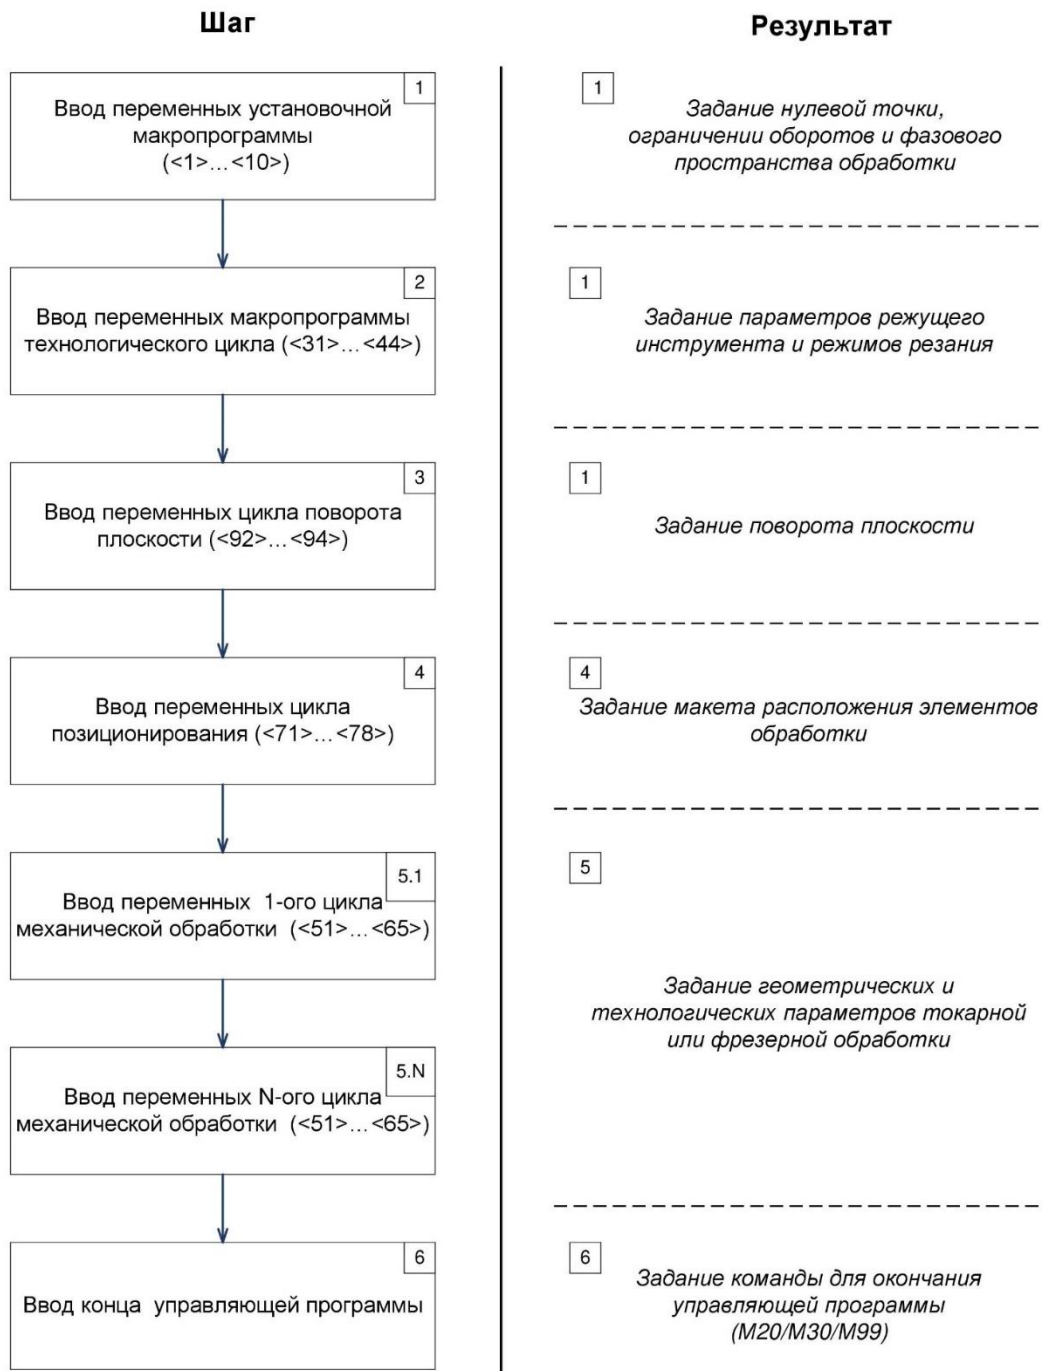 Шаг
Результат
1
Ввод переменных установочной
макропрограммы
(<1>…<10>)
1
Задание нулевой точки,
ограничении оборотов и фазового
пространства обработки
2
Ввод переменных макропрограммы
технологического цикла (<31>…<44>)
1
Задание параметров режущего
инструмента и режимов резания
3
Ввод переменных цикла поворота
плоскости (<92>…<94>)
1
Задание поворота плоскости
4
Ввод переменных цикла
позиционирования (<71>…<78>)
4
Задание макета расположения элементов
обработки
5.1
Ввод переменных 1-ого цикла
механической обработки (<51>…<65>)
5
Задание геометрических и
технологических параметров токарной
или фрезерной обработки
5.N
Ввод переменных N-ого цикла
механической обработки (<51>…<65>)
6
Ввод конца управляющей программы
6
Задание команды для окончания
управляющей программы
(M20/M30/M99)